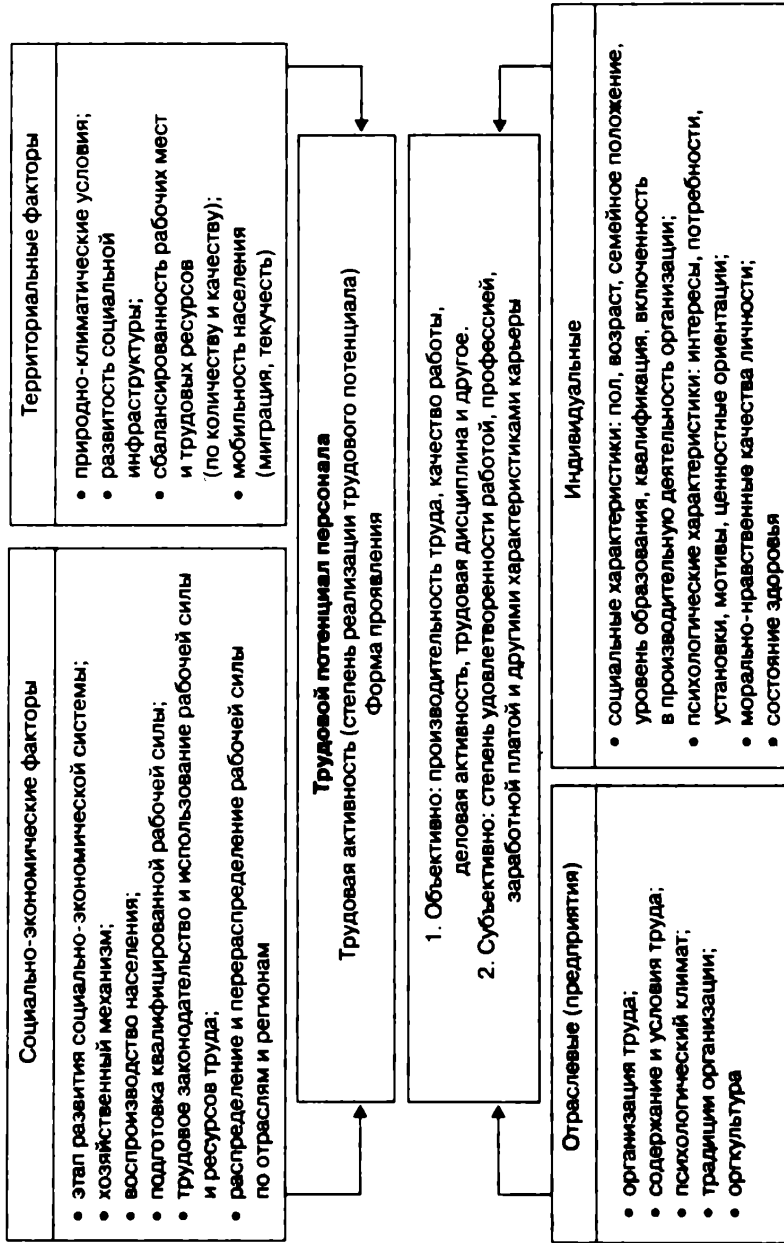 Социально-экономические факторы
• этап развития социально-экономической системы;
• хозяйственный механизм;
• воспроизводство населения;
• подготовка квалифицированной рабочей силы;
• трудовое законодательство и использование рабочей силы
и ресурсов труда;
• распределение и перераспределение рабочей силы
по отраслям и регионам
Территориальные факторы
• природно-климатические условия;
• развитость социальной
инфраструктуры;
• сбалансированность рабочих мест
и трудовых ресурсов
(по количеству и качеству);
• мобильность населения
(миграция, текучесть)
Трудовой потенциал персонала
Трудовая активность (степень реализации трудового потенциала)
Форма проявления
1. Объективно: производительность труда, качество работы,
деловая активность, трудовая дисциплина и другое.
2. Субъективно: степень удовлетворенности работой, профессией,
заработной платой и другими характеристиками карьеры
Отраслевые (предприятия)
• организация труда;
• содержание и условия труда;
• психологический климат;
• традиции организации;
• оргкультура
Индивидуальные
• социальные характеристики: пол, возраст, семейное положение,
уровень образования, квалификация, включенность
в производительную деятельность организации;
• психологические характеристики: интересы, потребности,
установки, мотивы, ценностные ориентации;
• морально-нравственные качества личности;
• состояние здоровья